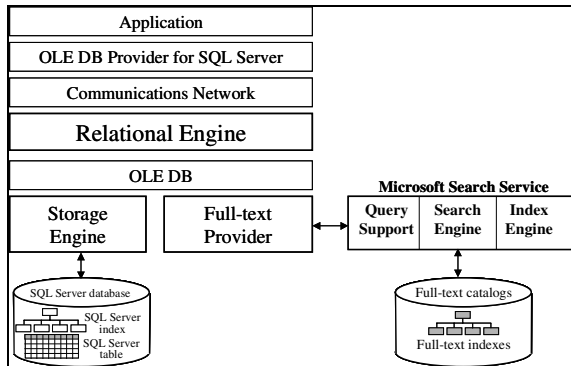 Application
OLE DB Provider for SQL Server
Communications Network
Relational Engine
OLE DB
Microsoft Search Service
Storage
Engine
Full-text
Provider
Query
Support
Search
Engine
Index
Engine
SQL Server database
SQL Server
index
SQL Server
table
Full-text catalogs
Full-text indexes